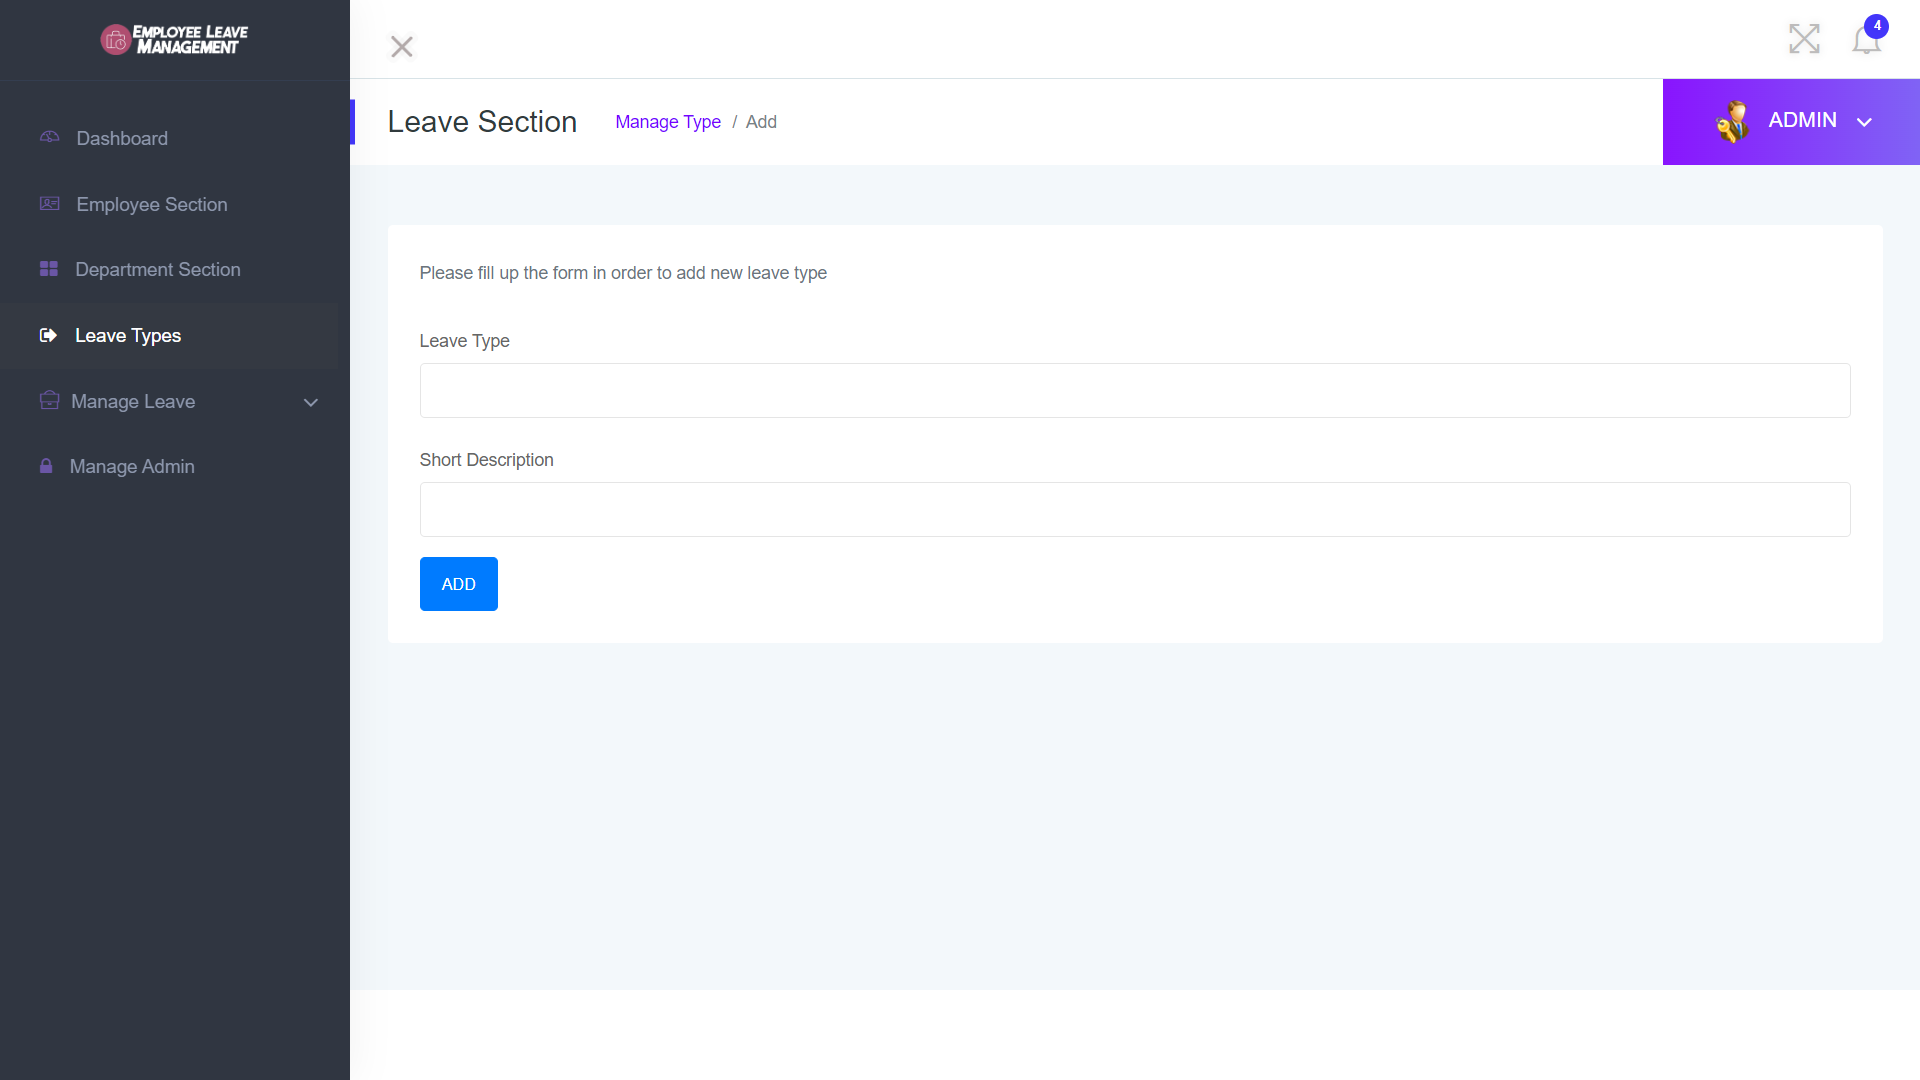 EMPLOYEE LEAVE
MANAGEMENT
4
Leave Section
Manage Type / Add
ADMIN
Dashboard
Employee Section
Department Section
Leave Types
Manage Leave
Manage Admin
Please fill up the form in order to add new leave type
Leave Type
Short Description
ADD